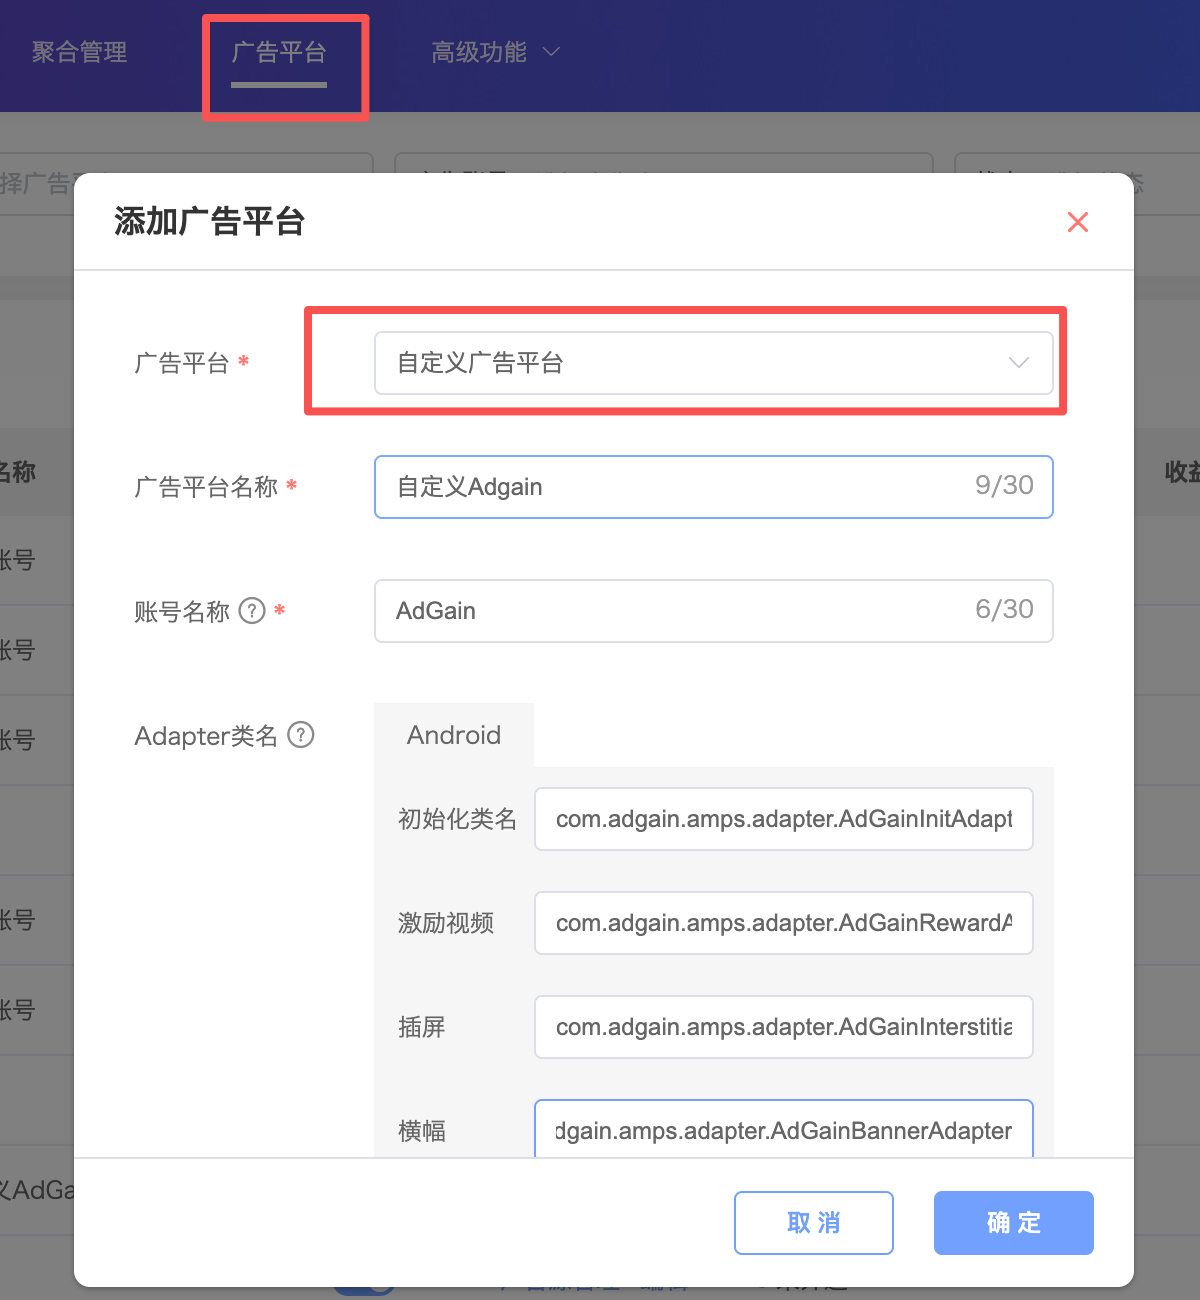 聚合管理
广告平台
高级功能
添加广告平台
广告平台 *
自定义广告平台
广告平台名称 *
自定义Adgain
9/30
账号名称 ? *
AdGain
6/30
Adapter类名 ?
Android
初始化类名
com.adgain.amps.adapter.AdGainInitAdapt
激励视频
com.adgain.amps.adapter.AdGainRewardA
插屏
com.adgain.amps.adapter.AdGainInterstitia
横幅
dgain.amps.adapter.AdGainBannerAdapter
取消
确定
择广告
态
名称
收益
账号
账号
账号
账号
账号
义AdGa